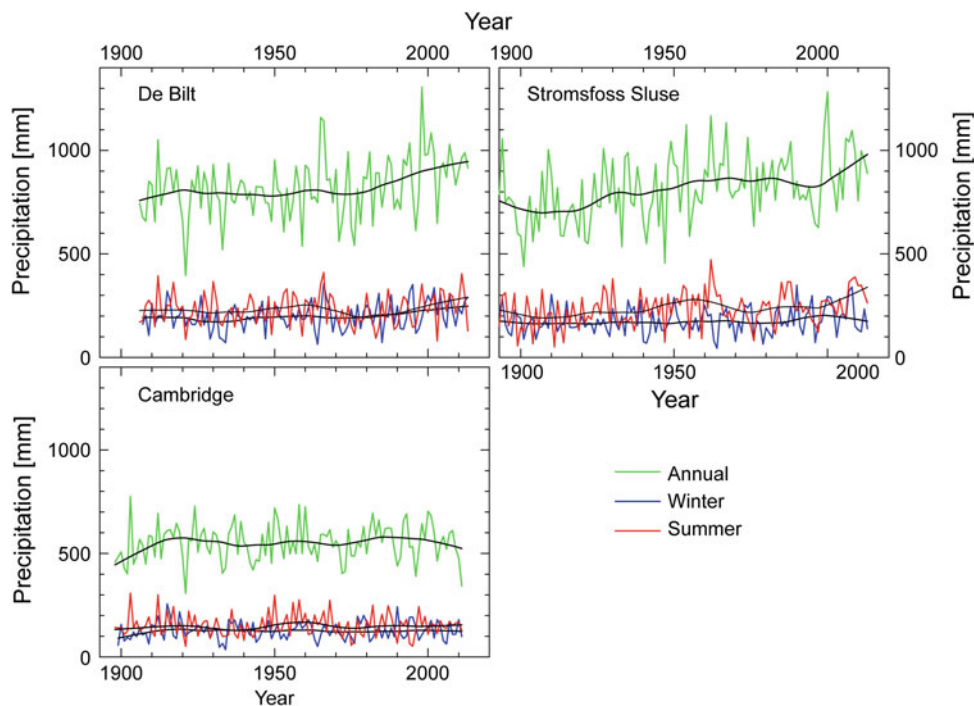 Year
1900 1950 2000 1900 1950 2000
De Bilt
Stromsfoss Sluse
Precipitation [mm]
1000
500
0
1000
500
0
Precipitation [mm]
1900 1950 2000
Year
Cambridge
Precipitation [mm]
1000
500
0
1900 1950 2000
Year
Annual
Winter
Summer